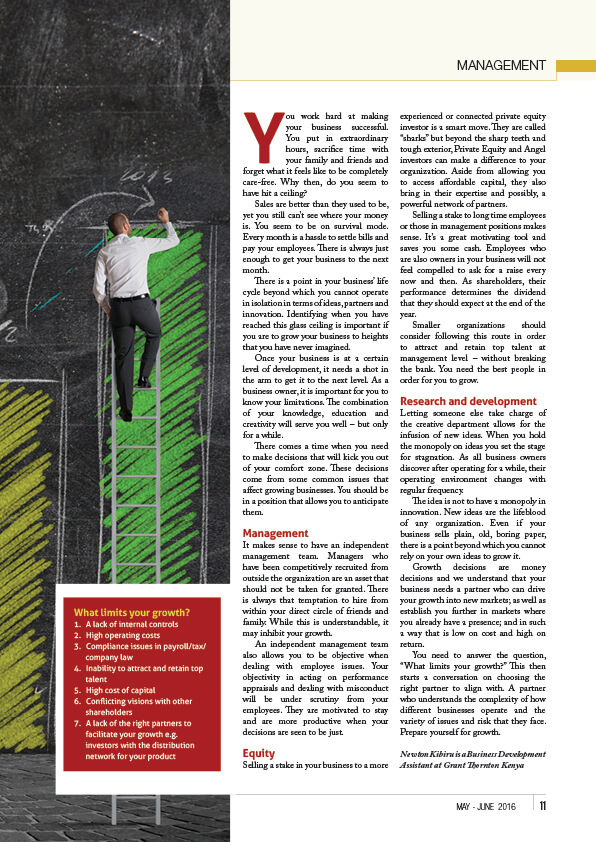 MANAGEMENT
2014
You work hard at making
your business successful.
You put in extraordinary
hours, sacrifice time with
your family and friends and
forget what it feels like to be completely
care-free. Why then, do you seem to
have hit a ceiling?
Sales are better than they used to be,
yet you still can't see where your money
is. You seem to be on survival mode.
Every month is a hassle to settle bills and
pay your employees. There is always just
enough to get your business to the next
month.
There is a point in your business' life
cycle beyond which you cannot operate
in isolation in terms of ideas, partners and
innovation. Identifying when you have
reached this glass ceiling is important if
you are to grow your business to heights
that you have never imagined.
Once your business is at a certain
level of development, it needs a shot in
the arm to get it to the next level. As a
business owner, it is important for you to
know your limitations. The combination
of your knowledge, education and
creativity will serve you well – but only
for a while.
There comes a time when you need
to make decisions that will kick you out
of your comfort zone. These decisions
come from some common issues that
affect growing businesses. You should be
in a position that allows you to anticipate
them.
Management
It makes sense to have an independent
management team. Managers who
have been competitively recruited from
outside the organization are an asset that
should not be taken for granted. There
is always that temptation to hire from
within your direct circle of friends and
family. While this is understandable, it
may inhibit your growth.
An independent management team
also allows you to be objective when
dealing with employee issues. Your
objectivity in acting on performance
appraisals and dealing with misconduct
will be under scrutiny from your
employees. They are motivated to stay
and are more productive when your
decisions are seen to be just.
Equity
Selling a stake in your business to a more
experienced or connected private equity
investor is a smart move. They are called
"sharks" but beyond the sharp teeth and
tough exterior, Private Equity and Angel
investors can make a difference to your
organization. Aside from allowing you
to access affordable capital, they also
bring in their expertise and possibly, a
powerful network of partners.
Selling a stake to long time employees
or those in management positions makes
sense. It's a great motivating tool and
saves you some cash. Employees who
are also owners in your business will not
feel compelled to ask for a raise every
now and then. As shareholders, their
performance determines the dividend
that they should expect at the end of the
year.
Smaller organizations should
consider following this route in order
to attract and retain top talent at
management level – without breaking
the bank. You need the best people in
order for you to grow.
Research and development
Letting someone else take charge of
the creative department allows for the
infusion of new ideas. When you hold
the monopoly on ideas you set the stage
for stagnation. As all business owners
discover after operating for a while, their
operating environment changes with
regular frequency.
The idea is not to have a monopoly in
innovation. New ideas are the lifeblood
of any organization. Even if your
business sells plain, old, boring paper,
there is a point beyond which you cannot
rely on your own ideas to grow it.
Growth decisions are money
decisions and we understand that your
business needs a partner who can drive
your growth into new markets; as well as
establish you further in markets where
you already have a presence; and in such
a way that is low on cost and high on
return.
You need to answer the question,
"What limits your growth?" This then
starts a conversation on choosing the
right partner to align with. A partner
who understands the complexity of how
different businesses operate and the
variety of issues and risk that they face.
Prepare yourself for growth.
Newton Kibiru is a Business Development
Assistant at Grant Thornton Kenya
What limits your growth?
1. A lack of internal controls
2. High operating costs
3. Compliance issues in payroll/tax/
company law
4. Inability to attract and retain top
talent
5. High cost of capital
6. Conflicting visions with other
shareholders
7. A lack of the right partners to
facilitate your growth e.g.
investors with the distribution
network for your product
MAY - JUNE 2016
11